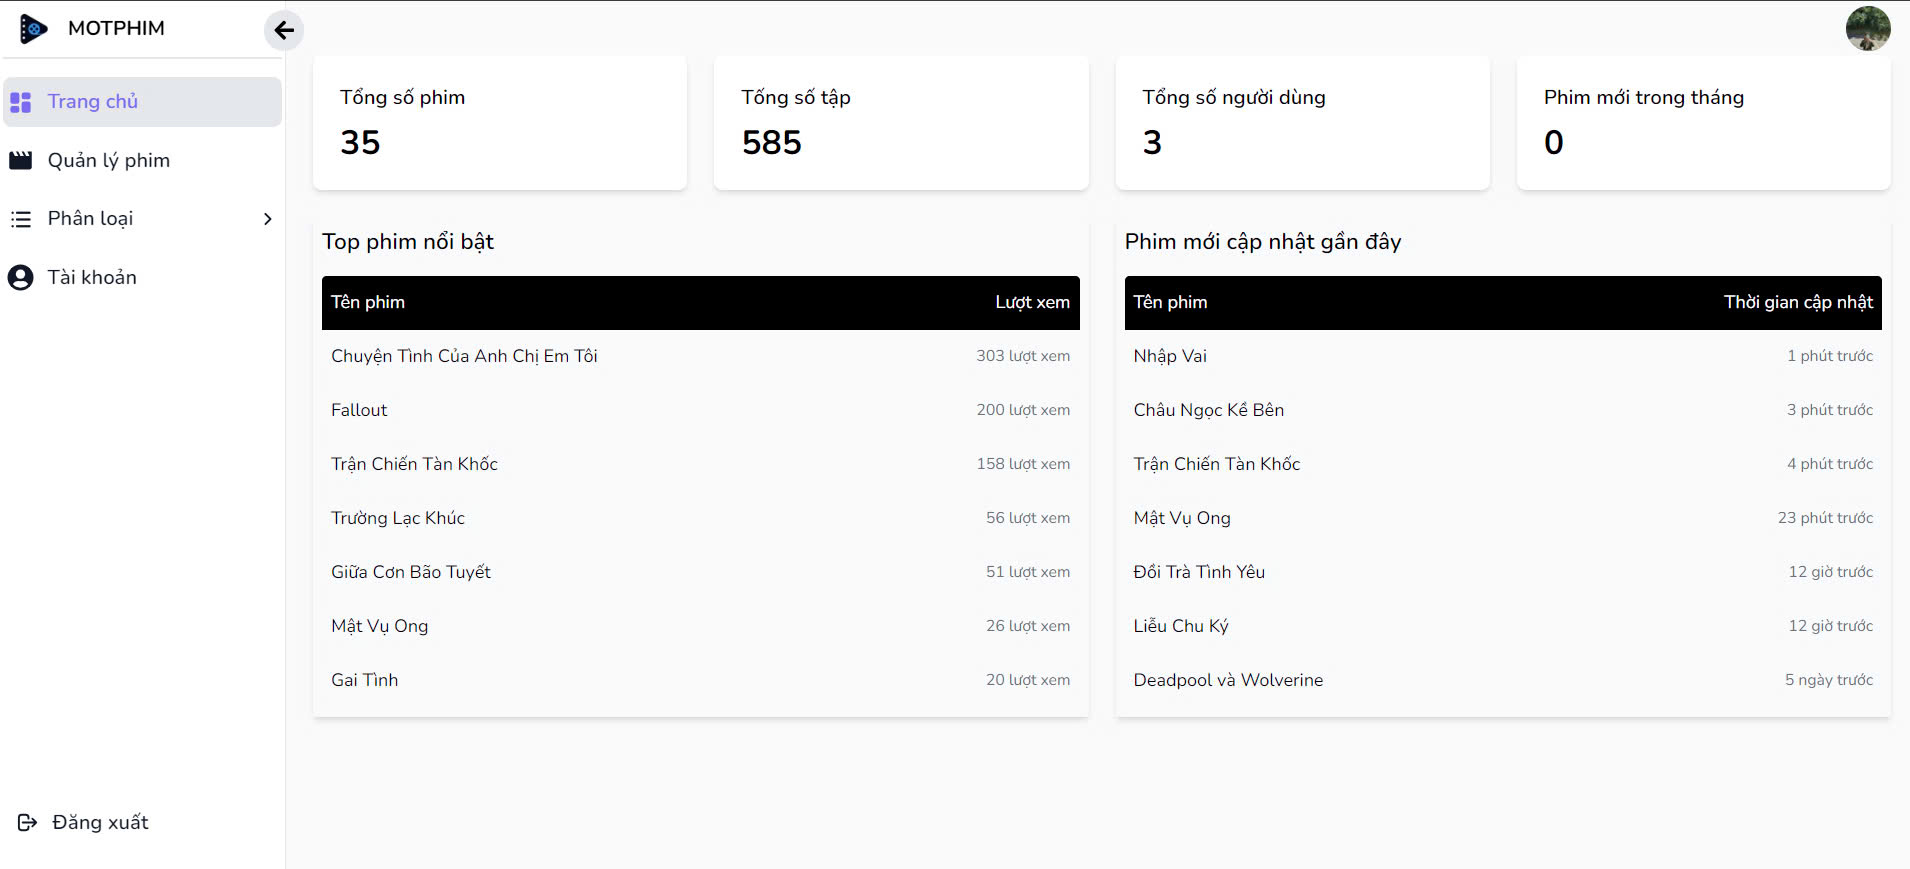 MOTPHIM
Trang chủ
Quản lý phim
Phân loại
Tài khoản
Đăng xuất
Tổng số phim
35
Tống số tập
585
Tổng số người dùng
3
Phim mới trong tháng
0
Top phim nổi bật
Tên phim Lượt xem
Chuyện Tình Của Anh Chị Em Tôi 303 lượt xem
Fallout 200 lượt xem
Trận Chiến Tàn Khốc 158 lượt xem
Trường Lạc Khúc 56 lượt xem
Giữa Cơn Bão Tuyết 51 lượt xem
Mật Vụ Ong 26 lượt xem
Gai Tình 20 lượt xem
Phim mới cập nhật gần đây
Tên phim Thời gian cập nhật
Nhập Vai 1 phút trước
Châu Ngọc Kề Bên 3 phút trước
Trận Chiến Tàn Khốc 4 phút trước
Mật Vụ Ong 23 phút trước
Đồi Trà Tình Yêu 12 giờ trước
Liễu Chu Ký 12 giờ trước
Deadpool và Wolverine 5 ngày trước